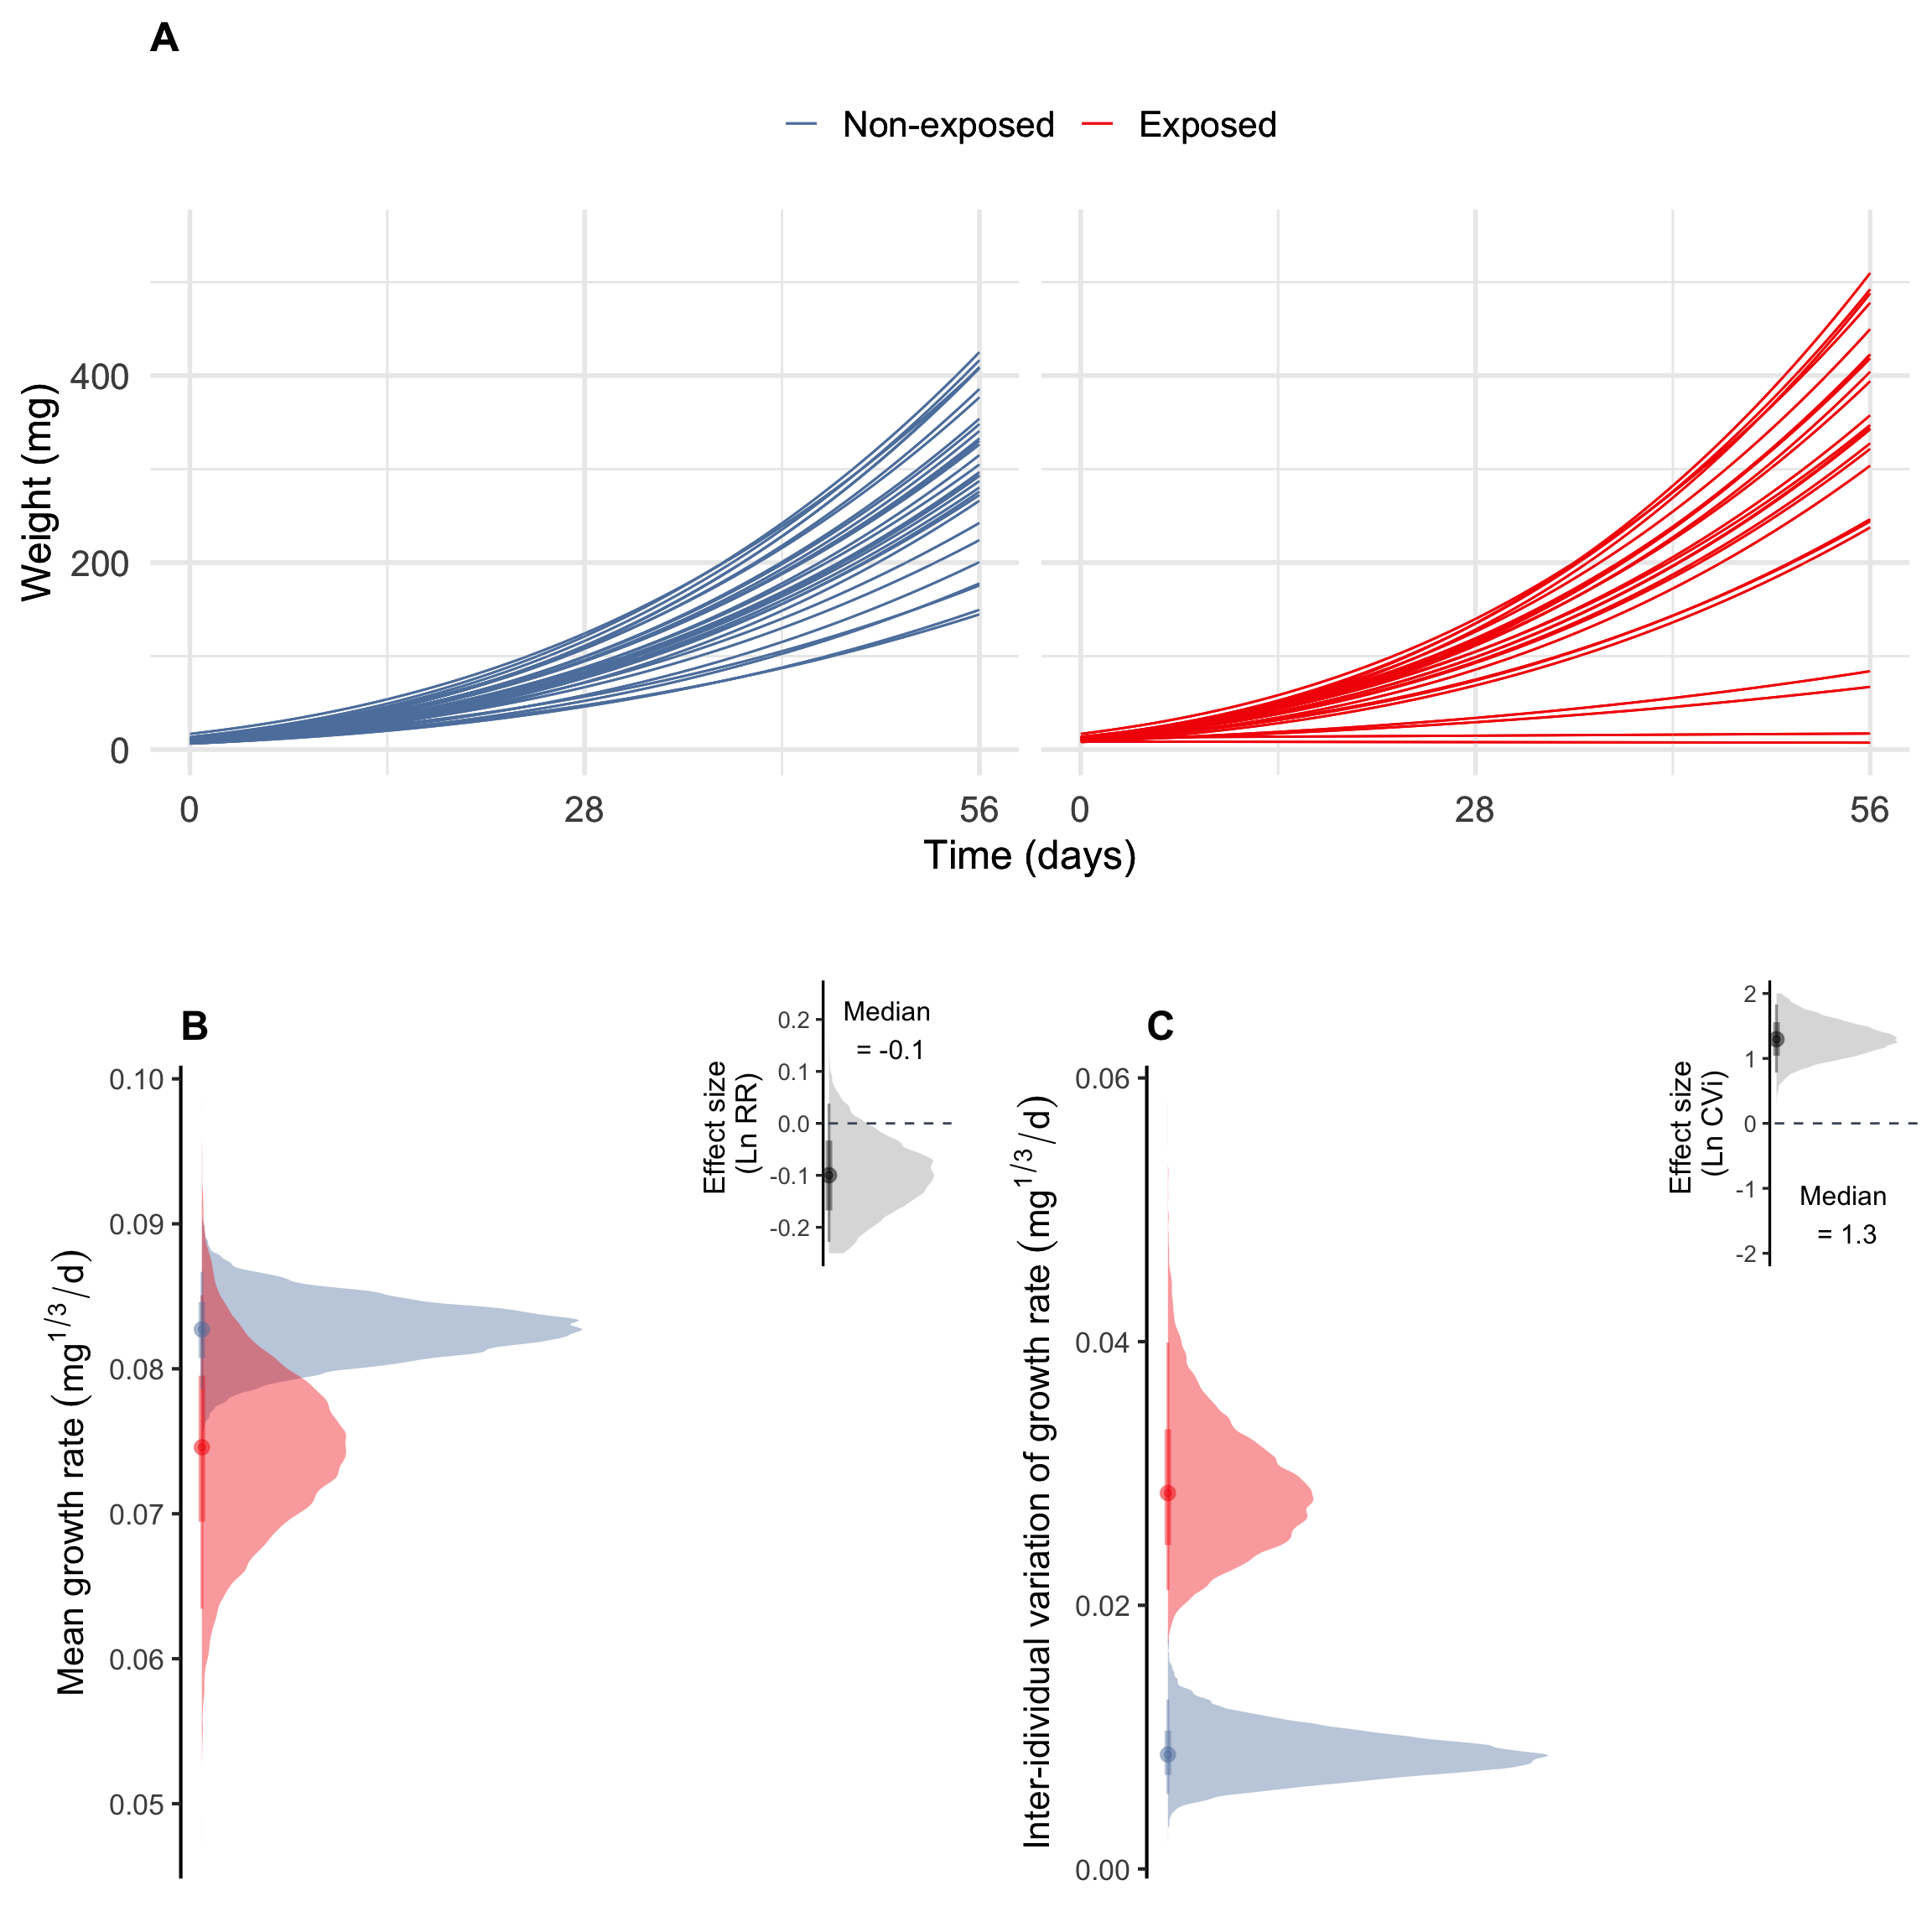 A
Non-exposed Exposed
Weight (mg)
400
200
0
0 28 56 0 28 56
Time (days)
B
Mean growth rate (mg^1/3/d)
0.10
0.09
0.08
0.07
0.06
0.05
Effect size
(Ln RR)
0.2
0.1
0.0
-0.1
-0.2
Median
= -0.1
C
Inter-idividual variation of growth rate (mg^1/3/d)
0.06
0.04
0.02
0.00
Effect size
(Ln CVi)
2
1
0
-1
-2
Median
= 1.3